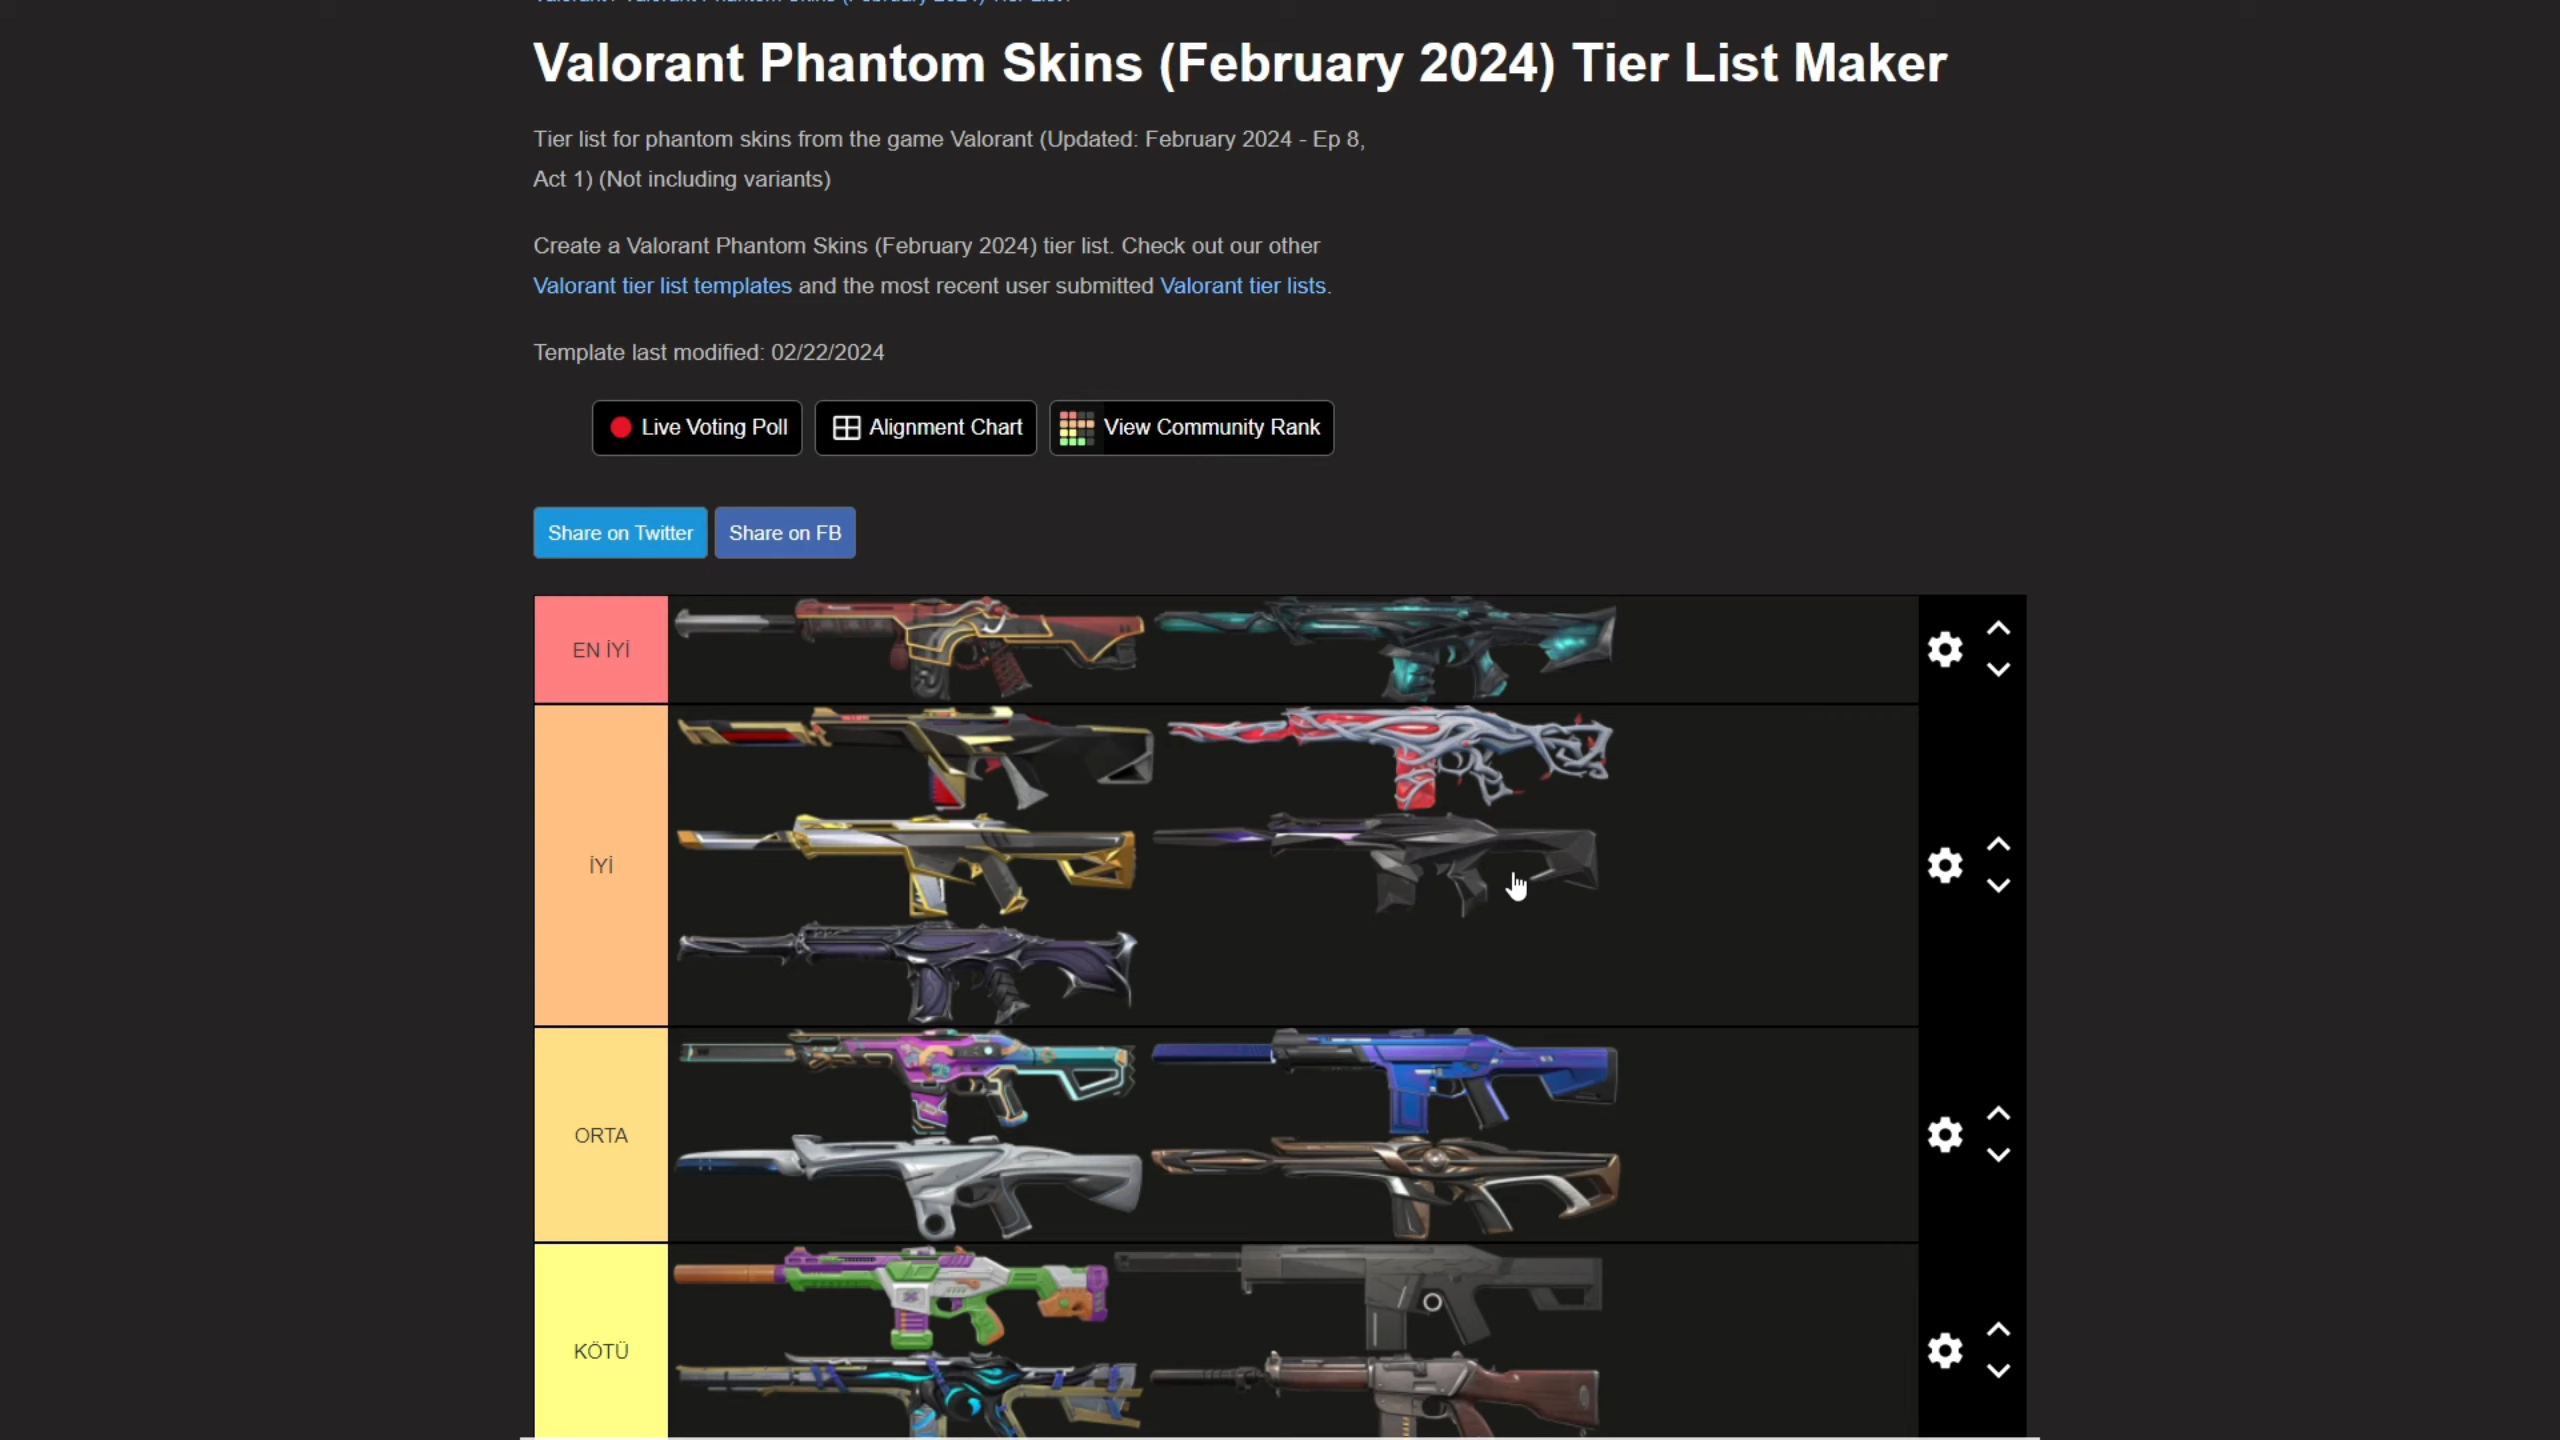 Valorant Phantom Skins (February 2024) Tier List Maker
Tier list for phantom skins from the game Valorant (Updated: February 2024 - Ep 8,
Act 1) (Not including variants)
Create a Valorant Phantom Skins (February 2024) tier list. Check out our other
Valorant tier list templates and the most recent user submitted Valorant tier lists.
Template last modified: 02/22/2024
Live Voting Poll
Alignment Chart
View Community Rank
Share on Twitter
Share on FB
EN İYİ
İYİ
ORTA
KÖTÜ